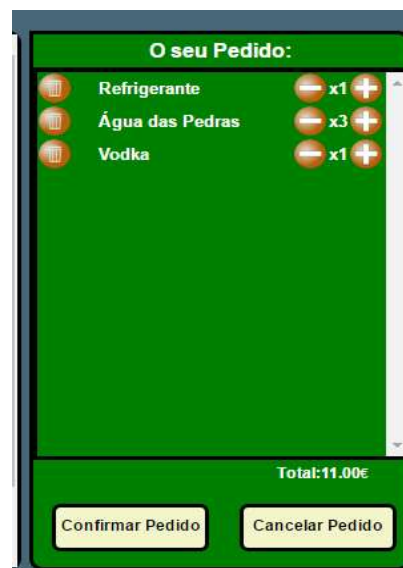 O seu Pedido:
Refrigerante x1
Água das Pedras x3
Vodka x1
Total:11.00€
Confirmar Pedido Cancelar Pedido